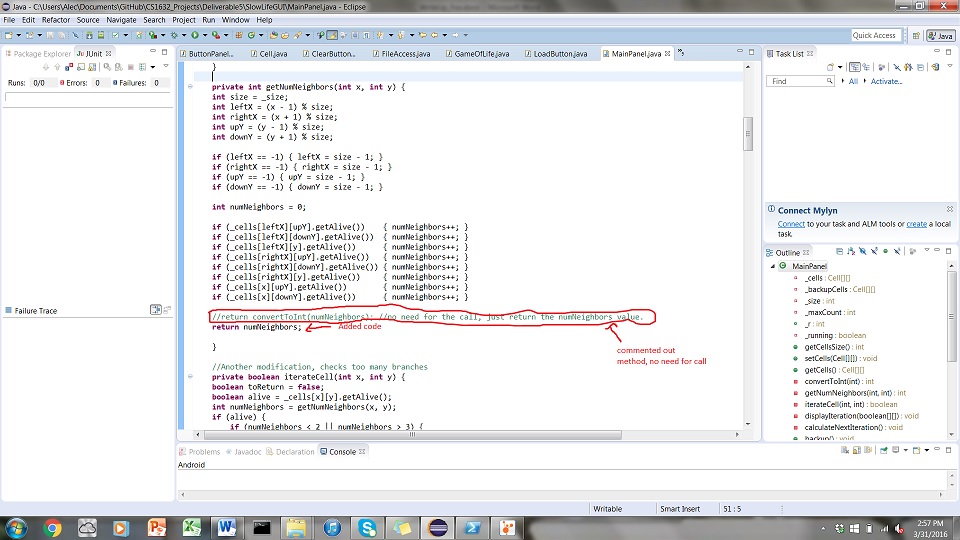 Java - C:\Users\Alec\Documents\GitHub\CS1632_Projects\Deliverable5\SlowLifeGUI\MainPanel.java - Eclipse
File Edit Refactor Source Navigate Search Project Run Window Help
Quick Access
Java
Package Explorer JUnit
ButtonPanel... Cell.java ClearButton... FileAccess.java GameOfLife.java LoadButton.java MainPanel.java
Task List
Runs: 0/0 Errors: 0 Failures: 0
Find All Activate...
}
private int getNumNeighbors(int x, int y) {
int size = _size;
int leftX = (x - 1) % size;
int rightX = (x + 1) % size;
int upY = (y - 1) % size;
int downY = (y + 1) % size;
if (leftX == -1) { leftX = size - 1; }
if (rightX == -1) { rightX = size - 1; }
if (upY == -1) { upY = size - 1; }
if (downY == -1) { downY = size - 1; }
int numNeighbors = 0;
if (_cells[leftX][upY].getAlive()) { numNeighbors++; }
if (_cells[leftX][downY].getAlive()) { numNeighbors++; }
if (_cells[leftX][y].getAlive()) { numNeighbors++; }
if (_cells[rightX][upY].getAlive()) { numNeighbors++; }
if (_cells[rightX][downY].getAlive()) { numNeighbors++; }
if (_cells[rightX][y].getAlive()) { numNeighbors++; }
if (_cells[x][upY].getAlive()) { numNeighbors++; }
if (_cells[x][downY].getAlive()) { numNeighbors++; }
//return convertToInt(numNeighbors); //no need for the call, just return the numNeighbors value.
return numNeighbors;
Added code
commented out
method, no need for call
}
//Another modification, checks too many branches
private boolean iterateCell(int x, int y) {
boolean toReturn = false;
boolean alive = _cells[x][y].getAlive();
int numNeighbors = getNumNeighbors(x, y);
if (alive) {
if (numNeighbors < 2 || numNeighbors > 3) {
Connect Mylyn
Connect to your task and ALM tools or create a local
task.
Outline
MainPanel
_cells : Cell[][]
_backupCells : Cell[][]
_size : int
_maxCount : int
_r : int
_running : boolean
getCellsSize() : int
setCells(Cell[][]) : void
getCells() : Cell[][]
convertToInt(int) : int
getNumNeighbors(int, int) : int
iterateCell(int, int) : boolean
displayIteration(boolean[][]) : void
calculateNextIteration() : void
backup() : void
Failure Trace
Problems Javadoc Declaration Console
Android
Writable Smart Insert 51 : 5
2:57 PM
3/31/2016